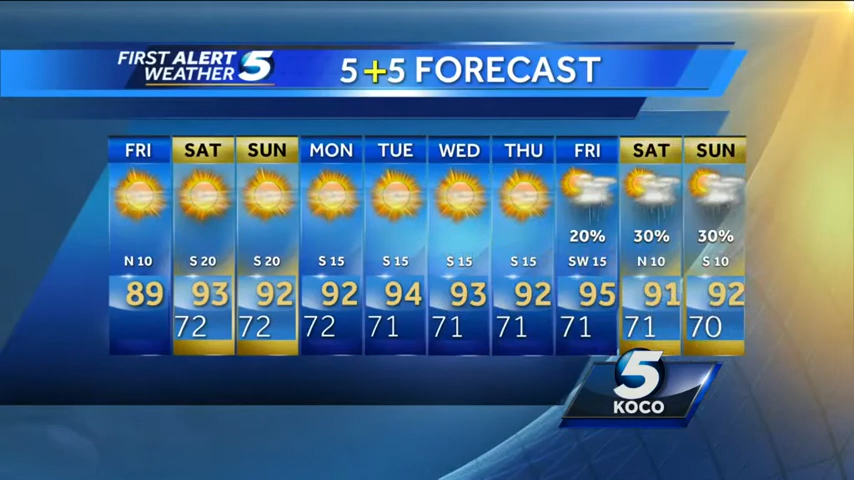 FIRST ALERT
WEATHER 5
5+5 FORECAST
FRI SAT SUN MON TUE WED THU FRI SAT SUN
20% 30% 30%
N 10 S 20 S 20 S 15 S 15 S 15 S 15 SW 15 N 10 S 10
89 93 92 92 94 93 92 95 91 92
72 72 72 71 71 71 71 71 70
5
KOCO